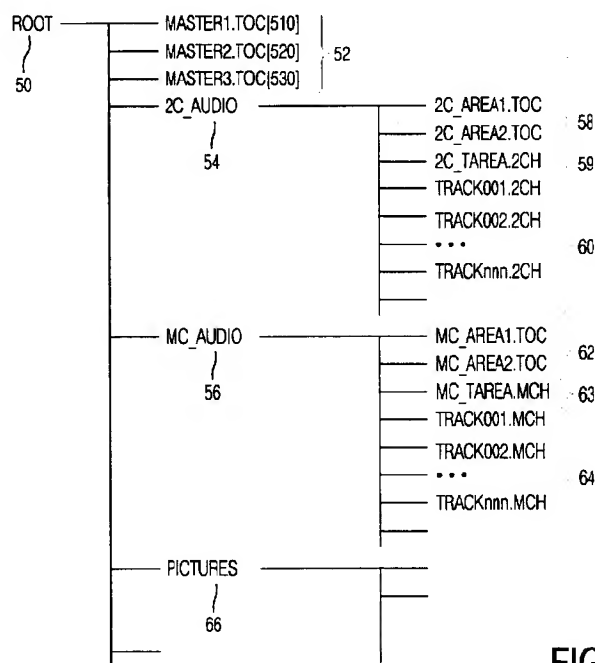 ROOT
50
MASTER1.TOC[510]
MASTER2.TOC[520]
MASTER3.TOC[530]
52
2C_AUDIO
54
2C_AREA1.TOC
2C_AREA2.TOC
58
2C_TAREA.2CH
59
TRACK001.2CH
TRACK002.2CH
• • •
60
TRACKnnn.2CH
MC_AUDIO
56
MC_AREA1.TOC
MC_AREA2.TOC
62
MC_TAREA.MCH
63
TRACK001.MCH
TRACK002.MCH
• • •
64
TRACKnnn.MCH
PICTURES
66
FIG